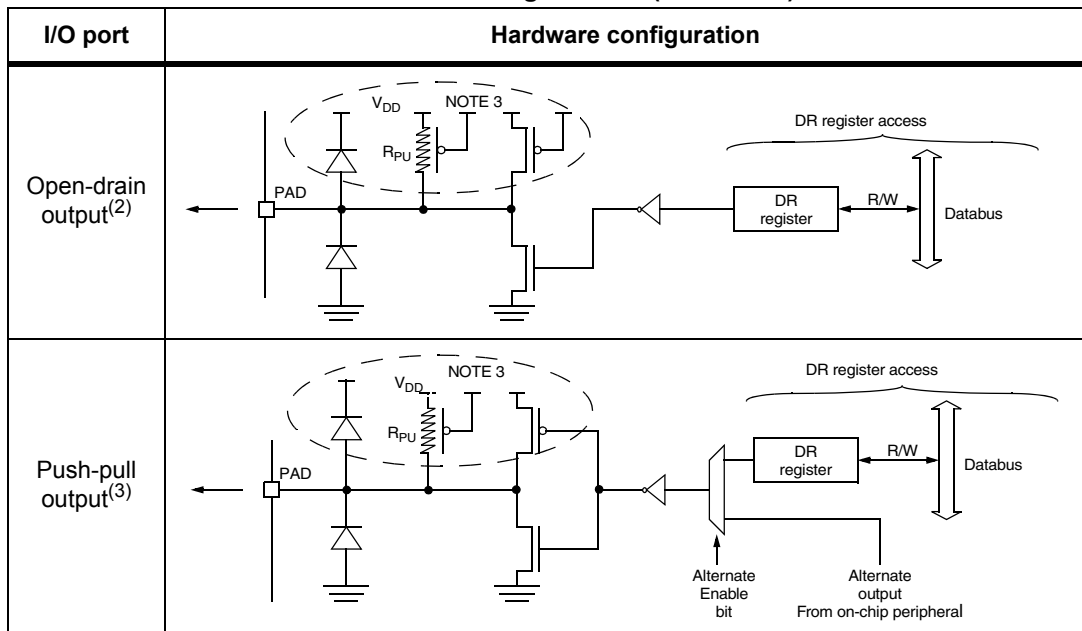 I/O port
Hardware configuration
Open-drain
output(2)
VDD
NOTE 3
RPU
PAD
DR register access
DR
register
R/W
Databus
Push-pull
output(3)
VDD
NOTE 3
RPU
PAD
DR register access
DR
register
R/W
Databus
Alternate
Enable
bit
Alternate
output
From on-chip peripheral